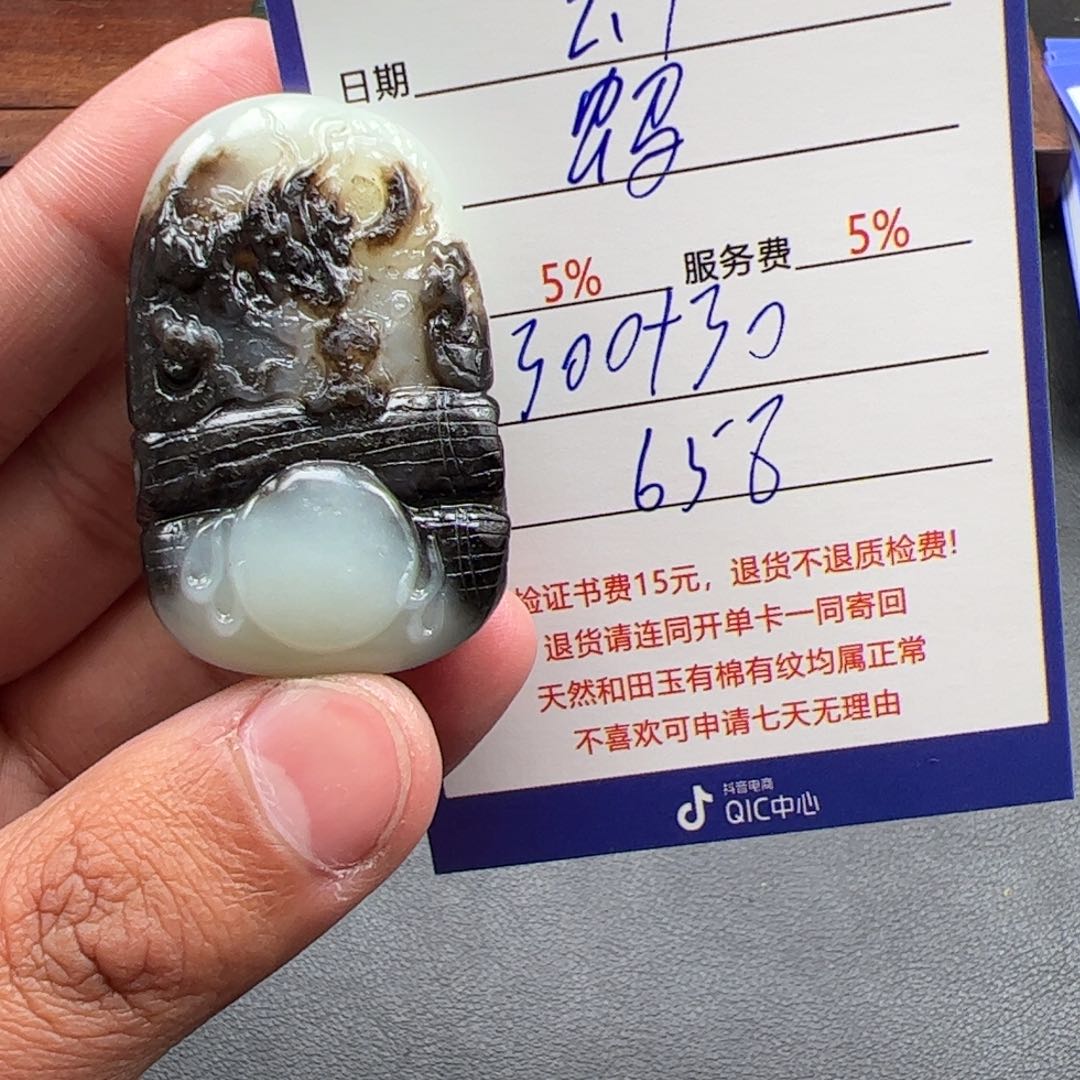 日期
5% 服务费 5%
300+30
658
检证书费15元，退货不退质检费！
退货请连同开单卡一同寄回
天然和田玉有棉有纹均属正常
不喜欢可申请七天无理由
抖音电商
QIC中心